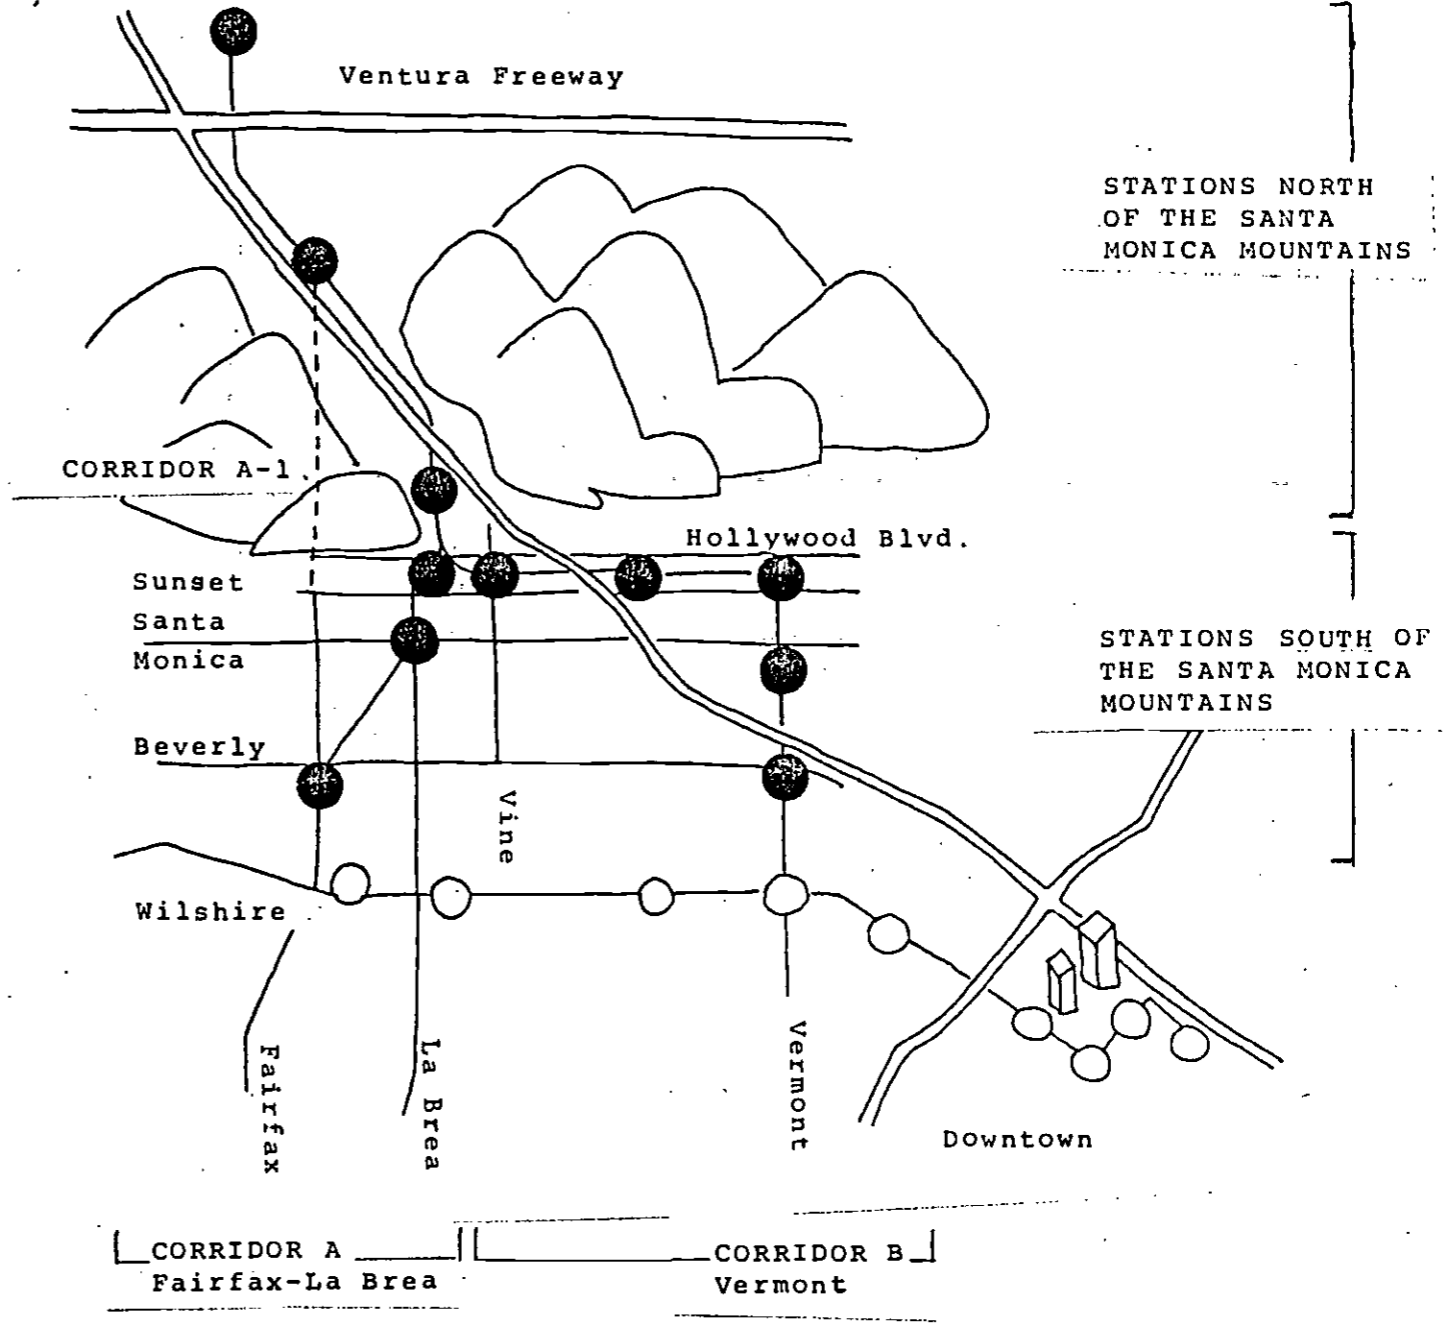 Ventura Freeway
STATIONS NORTH
OF THE SANTA
MONICA MOUNTAINS
CORRIDOR A-1
Hollywood Blvd.
Sunset
Santa
Monica
STATIONS SOUTH OF
THE SANTA MONICA
MOUNTAINS
Beverly
Vine
Wilshire
Fairfax
La Brea
Vermont
Downtown
CORRIDOR A
Fairfax-La Brea
CORRIDOR B
Vermont